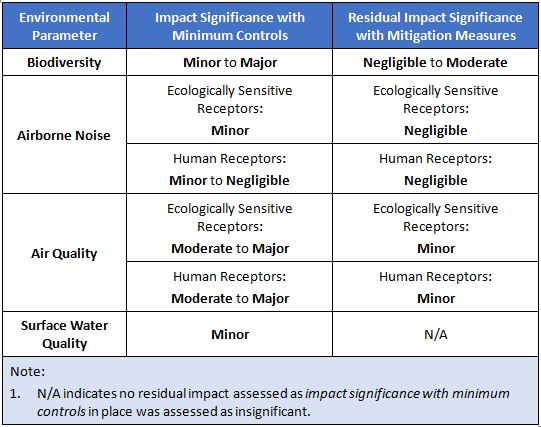 Environmental
Parameter
Impact Significance with
Minimum Controls
Residual Impact Significance
with Mitigation Measures
Biodiversity
Minor to Major
Negligible to Moderate
Airborne Noise
Ecologically Sensitive
Receptors:
Minor
Ecologically Sensitive
Receptors:
Negligible
Human Receptors:
Minor to Negligible
Human Receptors:
Negligible
Air Quality
Ecologically Sensitive
Receptors:
Moderate to Major
Ecologically Sensitive
Receptors:
Minor
Human Receptors:
Moderate to Major
Human Receptors:
Minor
Surface Water
Quality
Minor
N/A
Note:
1. N/A indicates no residual impact assessed as impact significance with minimum
controls in place was assessed as insignificant.